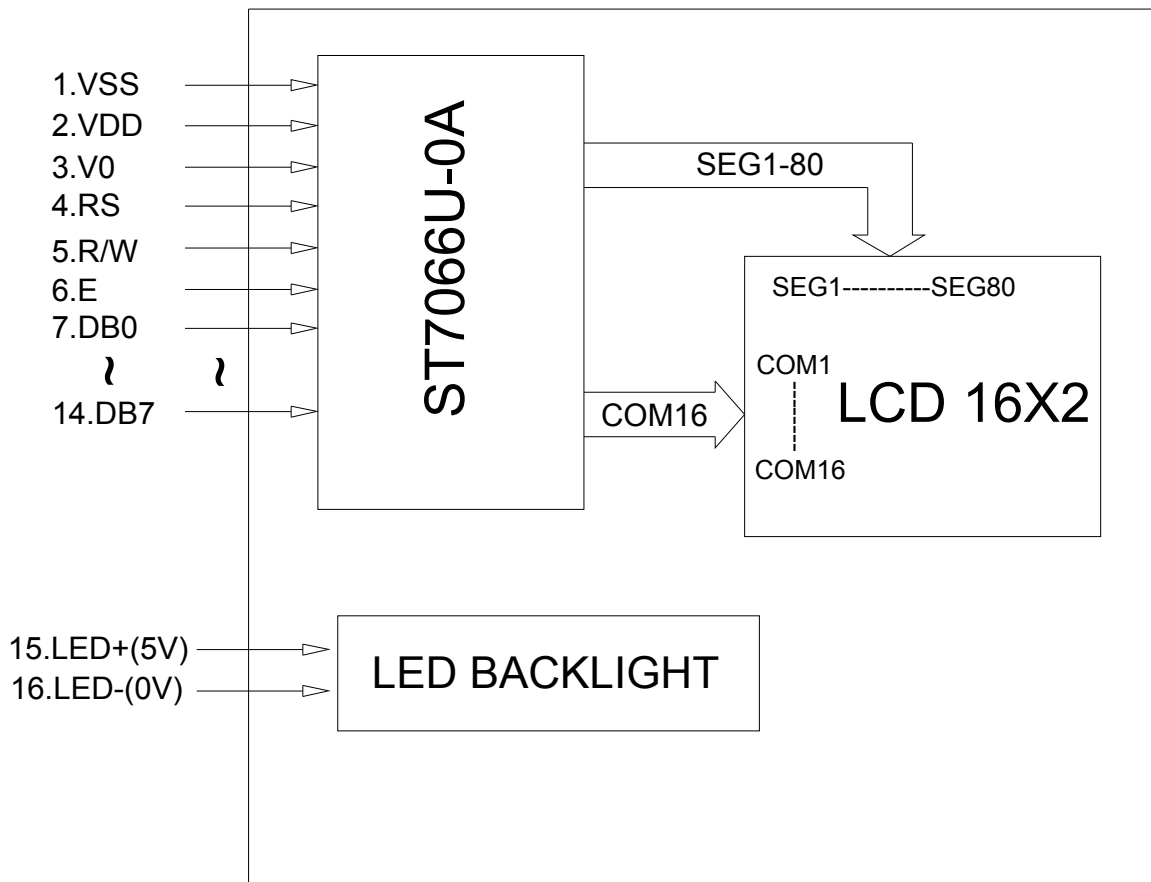 1.VSS
2.VDD
3.V0
4.RS
5.R/W
6.E
7.DB0
~ ~
14.DB7
ST7066U-0A
SEG1-80
COM16
SEG1----------SEG80
COM1
LCD 16X2
COM16
15.LED+(5V)
16.LED-(0V)
LED BACKLIGHT